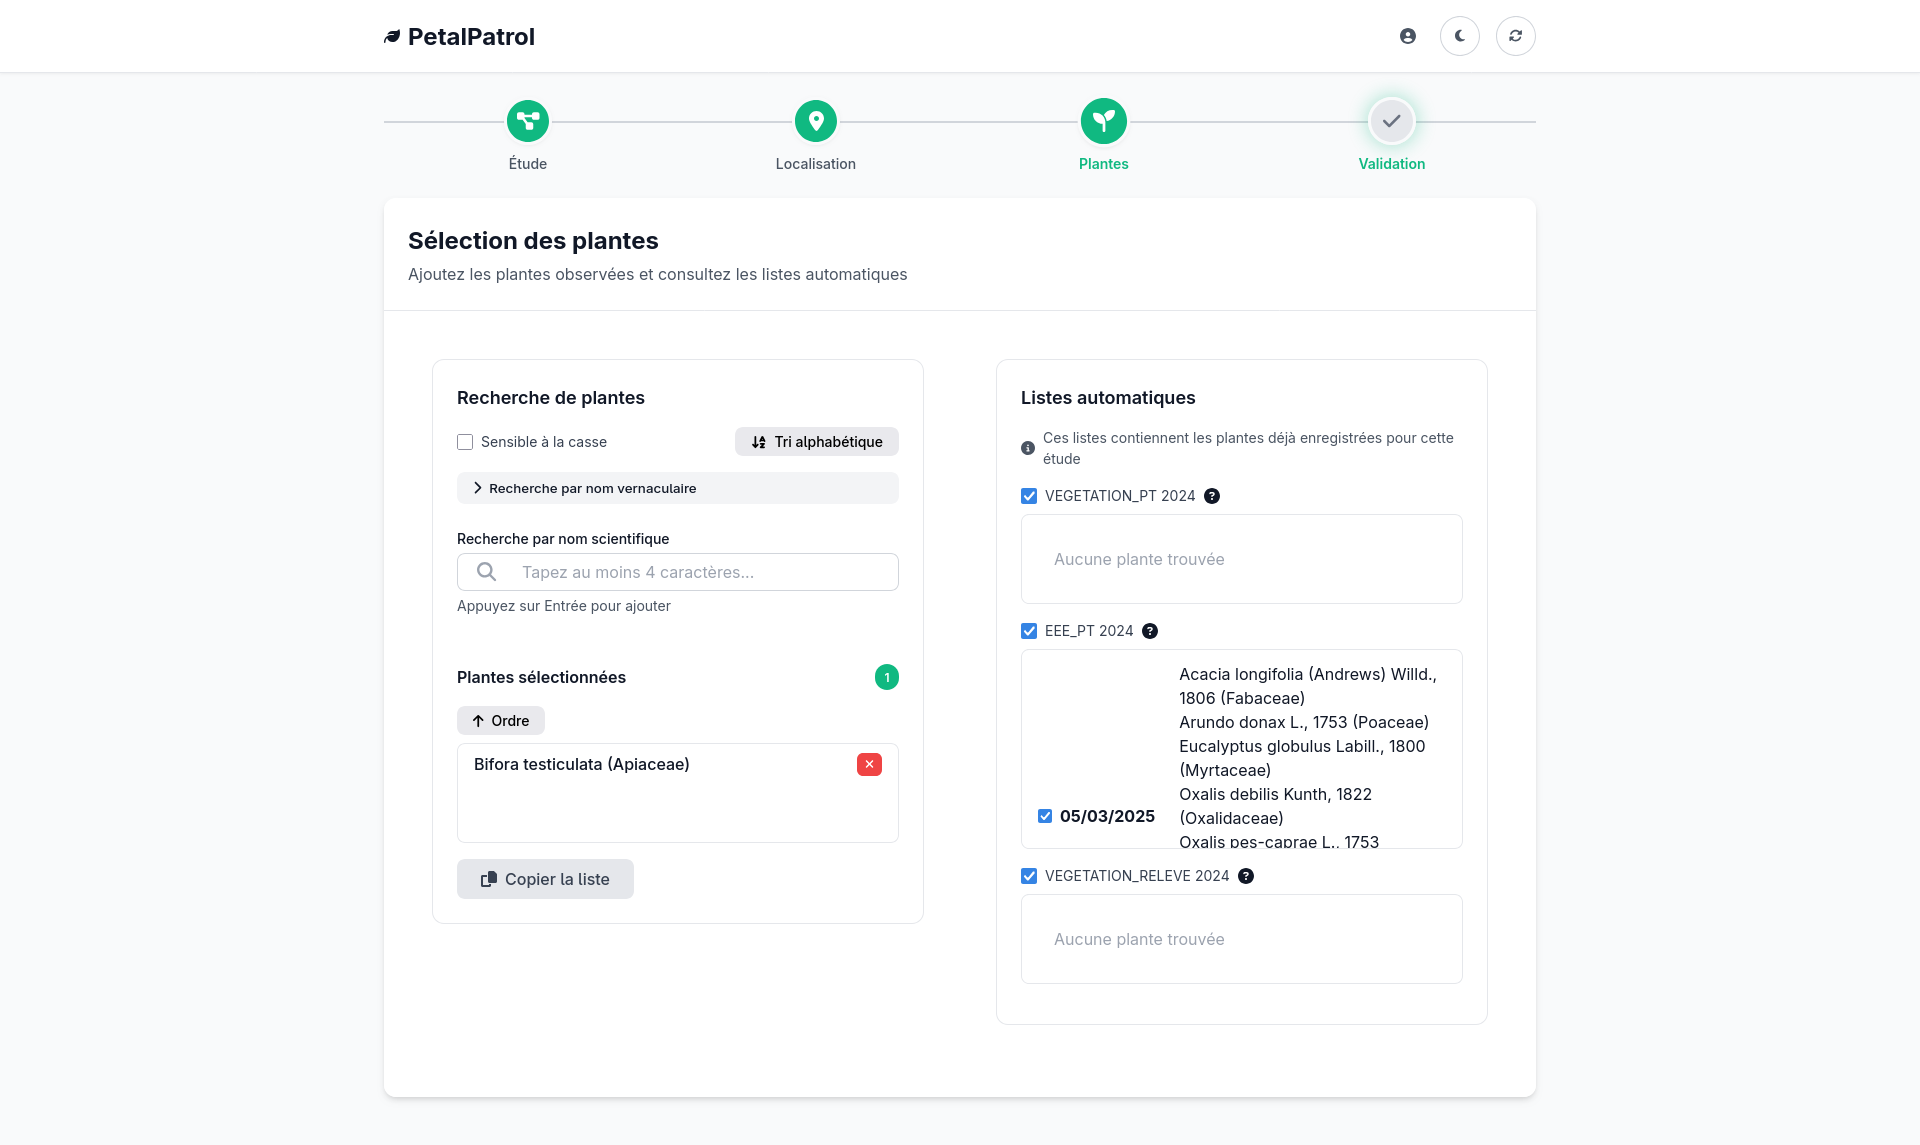 PetalPatrol
Étude
Localisation
Plantes
Validation
Sélection des plantes
Ajoutez les plantes observées et consultez les listes automatiques
Recherche de plantes
Sensible à la casse
Tri alphabétique
Recherche par nom vernaculaire
Recherche par nom scientifique
Tapez au moins 4 caractères...
Appuyez sur Entrée pour ajouter
Plantes sélectionnées
1
Ordre
Bifora testiculata (Apiaceae)
Copier la liste
Listes automatiques
Ces listes contiennent les plantes déjà enregistrées pour cette
étude
VEGETATION_PT 2024
Aucune plante trouvée
EEE_PT 2024
05/03/2025
Acacia longifolia (Andrews) Willd.,
1806 (Fabaceae)
Arundo donax L., 1753 (Poaceae)
Eucalyptus globulus Labill., 1800
(Myrtaceae)
Oxalis debilis Kunth, 1822
(Oxalidaceae)
Oxalis pes-caprae L., 1753
VEGETATION_RELEVE 2024
Aucune plante trouvée